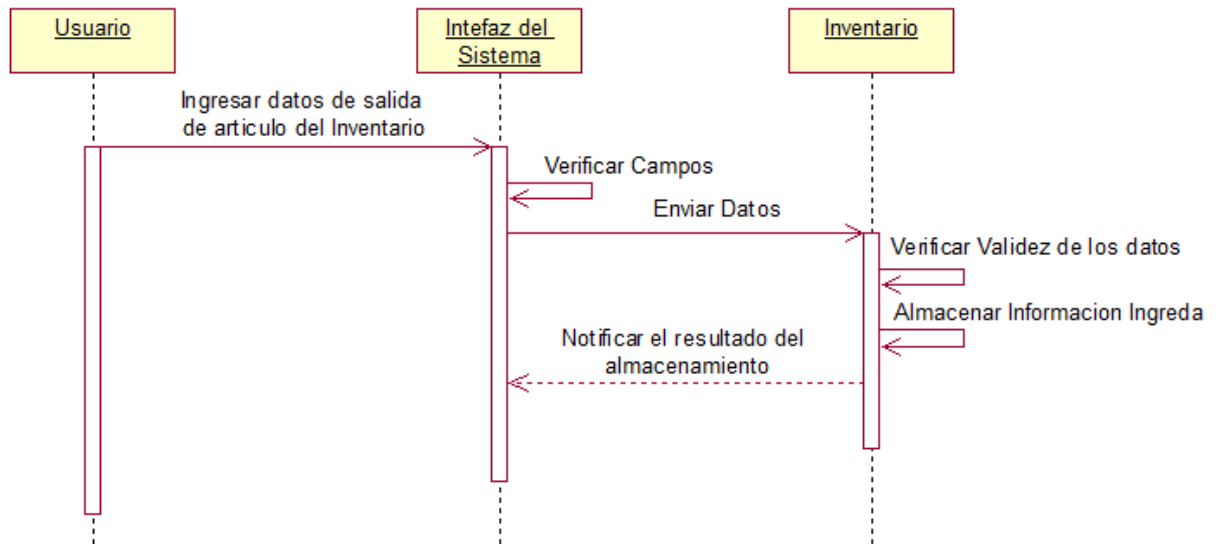 Usuario
Intefaz del
Sistema
Inventario
Ingresar datos de salida
de articulo del Inventario
Verificar Campos
Enviar Datos
Verificar Validez de los datos
Almacenar Informacion Ingreda
Notificar el resultado del
almacenamiento